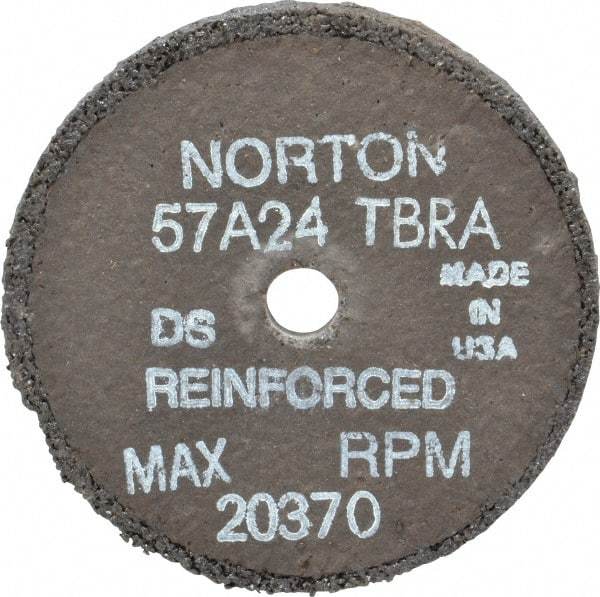 NORTON
57A24 TBRA
MADE
IN
USA
DS
REINFORCED
MAX RPM
20370